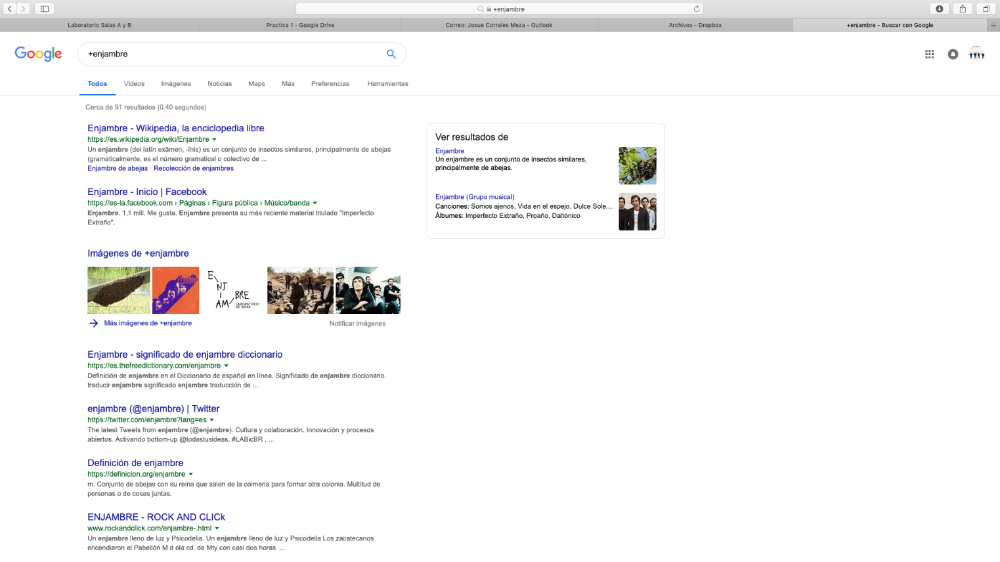 +enjambre
Laboratorio Salas A y B
Practica 1 - Google Drive
Correo: Josue Corrales Meza - Outlook
Archivos - Dropbox
+enjambre - Buscar con Google
Google
+enjambre
Todos
Videos
Imágenes
Noticias
Maps
Más
Preferencias
Herramientas
Cerca de 91 resultados (0.40 segundos)
Enjambre - Wikipedia, la enciclopedia libre
https://es.wikipedia.org/wiki/Enjambre
Un enjambre (del latín exāmen, -ĭnis) es un conjunto de insectos similares, principalmente de abejas
(gramaticalmente, es el número gramatical o colectivo de ...
Enjambre de abejas · Recolección de enjambres
Enjambre - Inicio | Facebook
https://es-la.facebook.com › Páginas › Figura pública › Músico/banda
Enjambre. 1,1 mill. Me gusta. Enjambre presenta su más reciente material titulado "Imperfecto
Extraño".
Imágenes de +enjambre
ENJAMBRE
LABORATORIO
DE IDEAS
Más imágenes de +enjambre
Notificar imágenes
Enjambre - significado de enjambre diccionario
https://es.thefreedictionary.com/enjambre
Definición de enjambre en el Diccionario de español en línea. Significado de enjambre diccionario.
traducir enjambre significado enjambre traducción de ...
enjambre (@enjambre) | Twitter
https://twitter.com/enjambre?lang=es
The latest Tweets from enjambre (@enjambre). Cultura y colaboración. Innovación y procesos
abiertos. Activando bottom-up @todastusideas, #LABicBR , ...
Definición de enjambre
https://definicion.org/enjambre
m. Conjunto de abejas con su reina que salen de la colmena para formar otra colonia. Multitud de
personas o de cosas juntas.
ENJAMBRE - ROCK AND CLICk
www.rockandclick.com/enjambre-.html
Un enjambre lleno de luz y Psicodelia. Un enjambre lleno de luz y Psicodelia Los zacatecanos
encendieron el Pabellón M d ela cd. de Mty con casi dos horas ...
Ver resultados de
Enjambre
Un enjambre es un conjunto de insectos similares,
principalmente de abejas.
Enjambre (Grupo musical)
Canciones: Somos ajenos, Vida en el espejo, Dulce Sole...
Álbumes: Imperfecto Extraño, Proaño, Daltónico